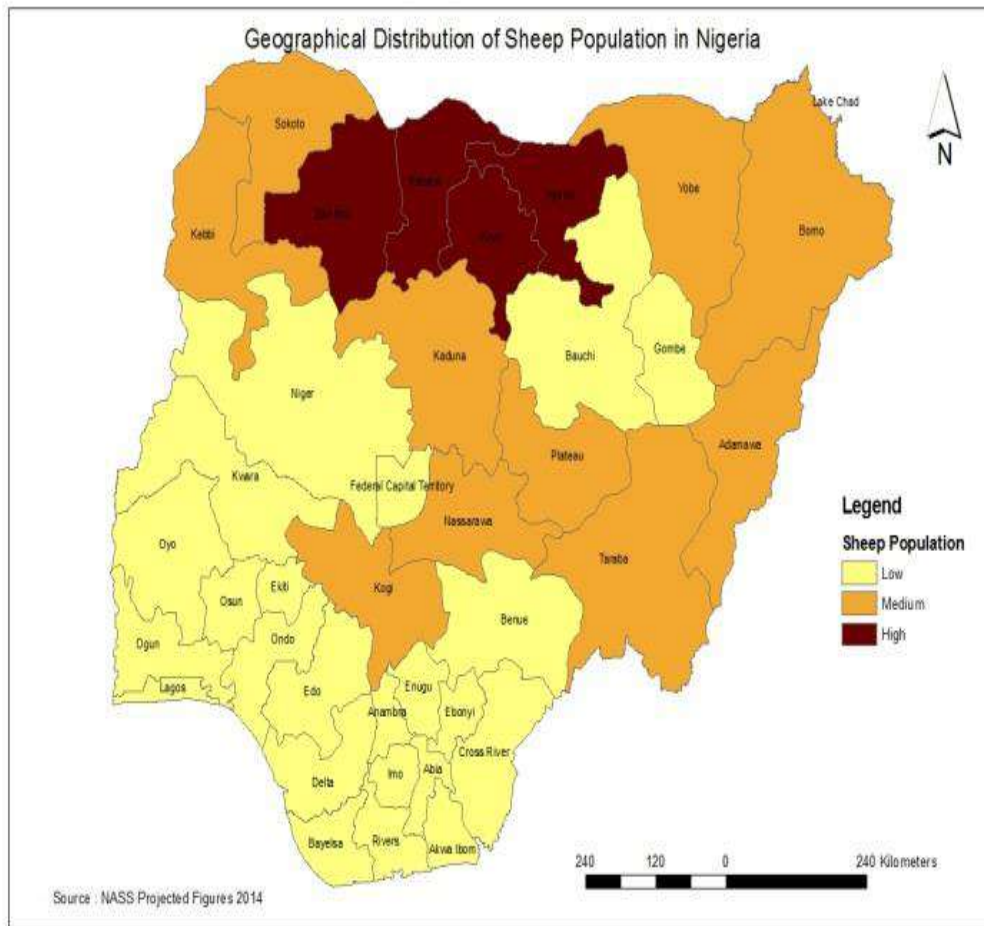 Geographical Distribution of Sheep Population in Nigeria
Lake Chad
N
Sokoto
Yobe
Borno
Kebbi
Kano
Kaduna
Bauchi
Gombe
Niger
Adamawa
Plateau
Kwara
Federal Capital Territory
Nassarawa
Legend
Sheep Population
Low
Medium
High
Oyo
Taraba
Kogi
Osun
Ekiti
Benue
Ogun
Ondo
Lagos
Edo
Enugu
Anambra
Ebonyi
Cross River
Delta
Imo
Abia
Bayelsa
Rivers
Akwa Ibom
240 120 0 240 Kilometers
Source : NASS Projected Figures 2014